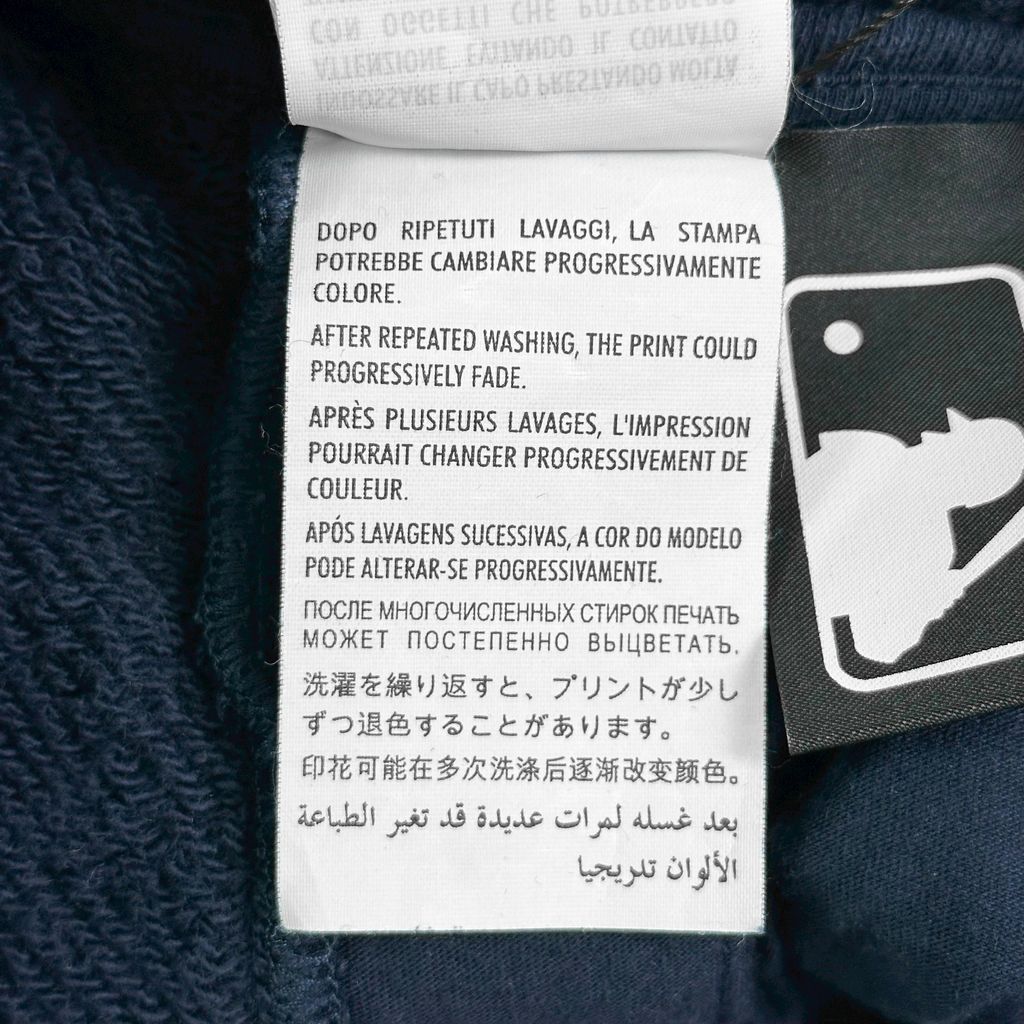 CON OGGETTI CHE POTREBBERO
ATTENZIONE EVITANDO IL CONTATTO
INDOSSARE IL CAPO PRESTANDO MOLTA
DOPO RIPETUTI LAVAGGI, LA STAMPA
POTREBBE CAMBIARE PROGRESSIVAMENTE
COLORE.
AFTER REPEATED WASHING, THE PRINT COULD
PROGRESSIVELY FADE.
APRÈS PLUSIEURS LAVAGES, L'IMPRESSION
POURRAIT CHANGER PROGRESSIVEMENT DE
COULEUR.
APÓS LAVAGENS SUCESSIVAS, A COR DO MODELO
PODE ALTERAR-SE PROGRESSIVAMENTE.
ПОСЛЕ МНОГОЧИСЛЕННЫХ СТИРОК ПЕЧАТЬ
МОЖЕТ ПОСТЕПЕННО ВЫЦВЕТАТЬ.
洗濯を繰り返すと、プリントが少し
ずつ退色することがあります。
印花可能在多次洗涤后逐渐改变颜色。
بعد غسله لمرات عديدة قد تغير الطباعة
الألوان تدريجيا